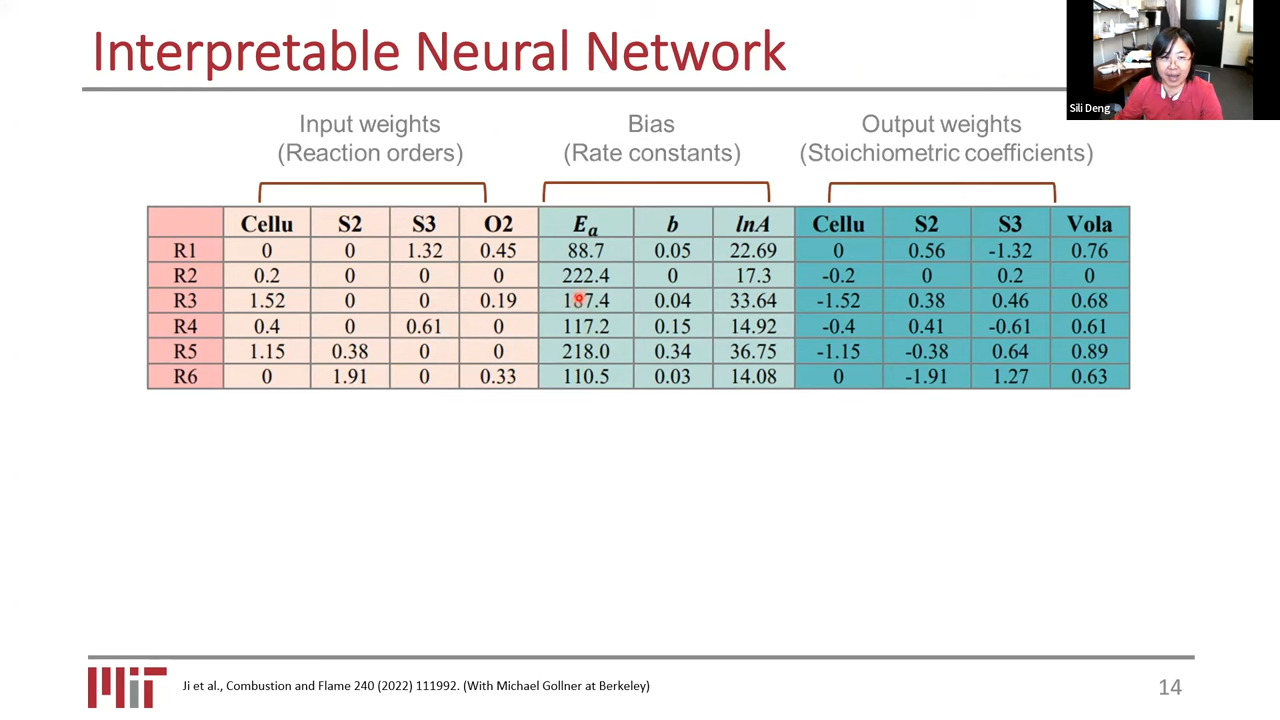 Interpretable Neural Network
Sili Deng
Input weights
(Reaction orders)
Bias
(Rate constants)
Output weights
(Stoichiometric coefficients)
Cellu S2 S3 O2 Eₐ b lnA Cellu S2 S3 Vola
R1 0 0 1.32 0.45 88.7 0.05 22.69 0 0.56 -1.32 0.76
R2 0.2 0 0 0 222.4 0 17.3 -0.2 0 0.2 0
R3 1.52 0 0 0.19 187.4 0.04 33.64 -1.52 0.38 0.46 0.68
R4 0.4 0 0.61 0 117.2 0.15 14.92 -0.4 0.41 -0.61 0.61
R5 1.15 0.38 0 0 218.0 0.34 36.75 -1.15 -0.38 0.64 0.89
R6 0 1.91 0 0.33 110.5 0.03 14.08 0 -1.91 1.27 0.63
MIT
Ji et al., Combustion and Flame 240 (2022) 111992. (With Michael Gollner at Berkeley)
14